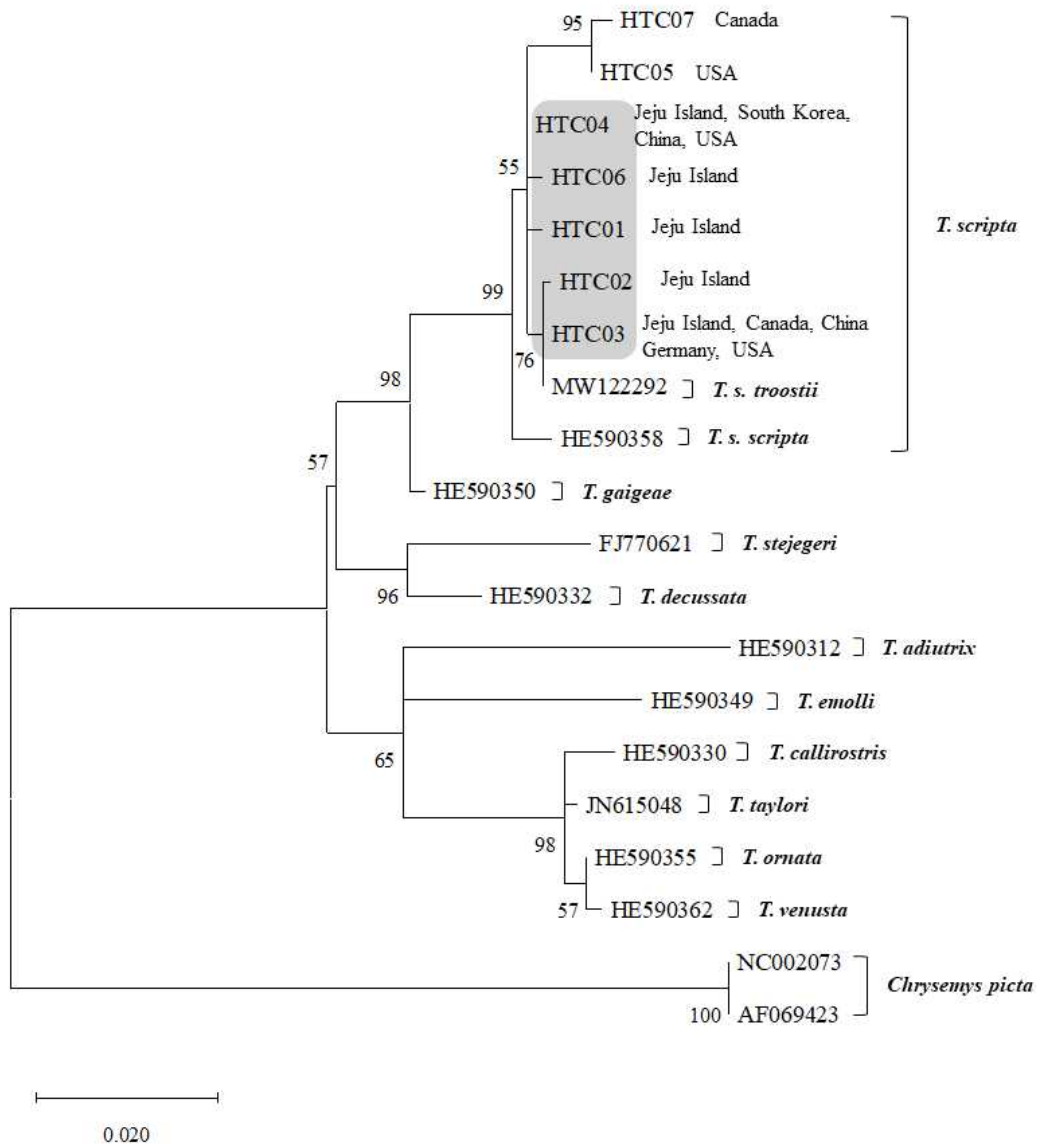 95
HTC07 Canada
HTC05 USA
HTC04
Jeju Island, South Korea,
China, USA
55
HTC06 Jeju Island
HTC01 Jeju Island
T. scripta
HTC02 Jeju Island
99
HTC03
Jeju Island, Canada, China
Germany, USA
76
MW122292 T. s. troostii
98
HE590358 T. s. scripta
57
HE590350 T. gaigeae
FJ770621 T. stejegeri
96
HE590332 T. decussata
HE590312 T. adiutrix
HE590349 T. emolli
65
HE590330 T. callirostris
JN615048 T. taylori
98
HE590355 T. ornata
57
HE590362 T. venusta
NC002073
Chrysemys picta
100
AF069423
0.020